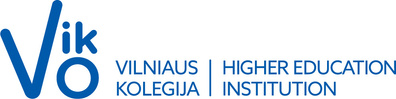 Viko
VILNIAUS | HIGHER EDUCATION
KOLEGIJA | INSTITUTION